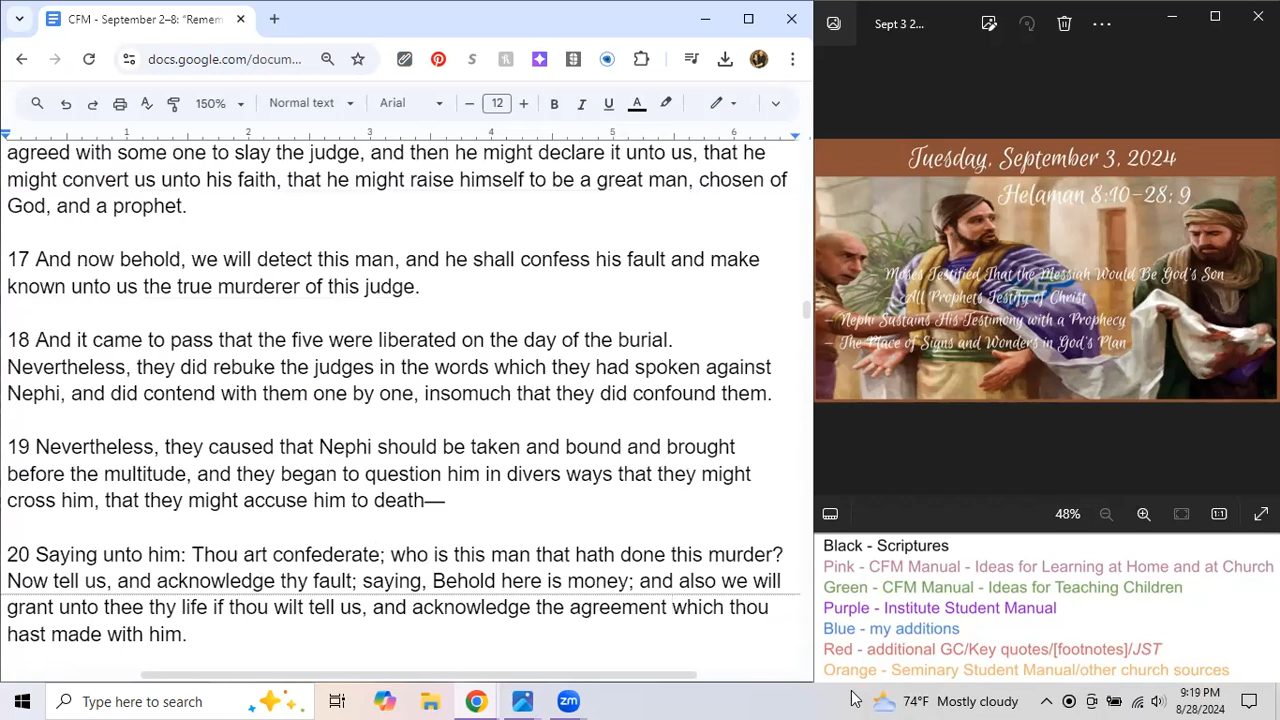 CFM - September 2–8: “Remem
docs.google.com/docum...
150%
Normal text
Arial
12
B
I
U
A
1
2
3
4
5
6
agreed with some one to slay the judge, and then he might declare it unto us, that he
might convert us unto his faith, that he might raise himself to be a great man, chosen of
God, and a prophet.
17 And now behold, we will detect this man, and he shall confess his fault and make
known unto us the true murderer of this judge.
18 And it came to pass that the five were liberated on the day of the burial.
Nevertheless, they did rebuke the judges in the words which they had spoken against
Nephi, and did contend with them one by one, insomuch that they did confound them.
19 Nevertheless, they caused that Nephi should be taken and bound and brought
before the multitude, and they began to question him in divers ways that they might
cross him, that they might accuse him to death—
20 Saying unto him: Thou art confederate; who is this man that hath done this murder?
Now tell us, and acknowledge thy fault; saying, Behold here is money; and also we will
grant unto thee thy life if thou wilt tell us, and acknowledge the agreement which thou
hast made with him.
Sept 3 2...
Tuesday, September 3, 2024
Helaman 8:10–28; 9
– Moses Testified That the Messiah Would Be God's Son
– All Prophets Testify of Christ
– Nephi Sustains His Testimony with a Prophecy
– The Place of Signs and Wonders in God's Plan
48%
1:1
Black - Scriptures
Pink - CFM Manual - Ideas for Learning at Home and at Church
Green - CFM Manual - Ideas for Teaching Children
Purple - Institute Student Manual
Blue - my additions
Red - additional GC/Key quotes/[footnotes]/JST
Orange - Seminary Student Manual/other church sources
Type here to search
zm
74°F Mostly cloudy
9:19 PM
8/28/2024